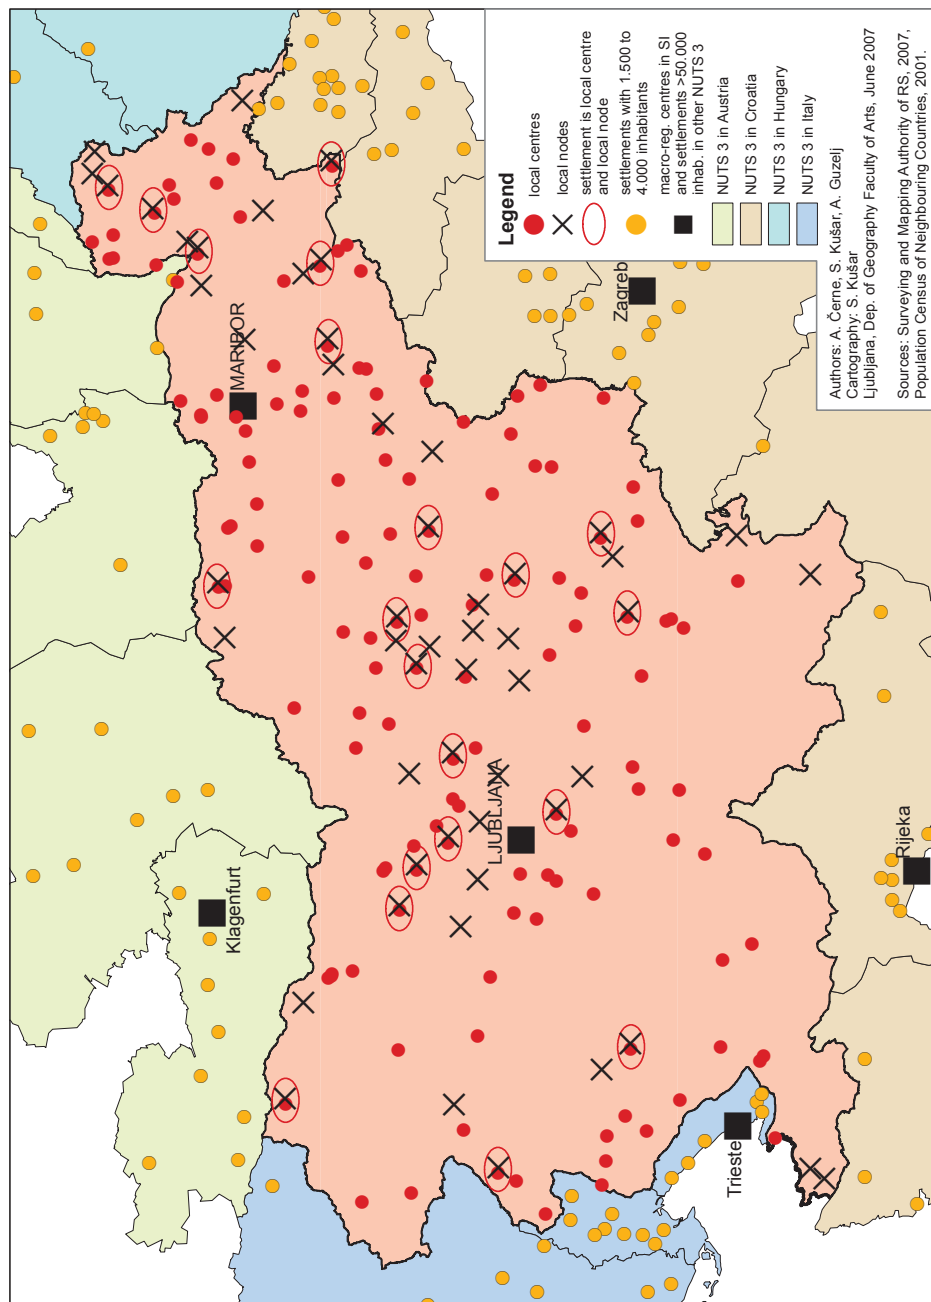 MARIBOR
LJUBLJANA
Klagenfurt
Zagreb
Rijeka
Trieste
Legend
local centres
local nodes
settlement is local centre
and local node
settlements with 1.500 to
4.000 inhabitants
macro-reg. centres in SI
and settlements >50.000
inhab. in other NUTS 3
NUTS 3 in Austria
NUTS 3 in Croatia
NUTS 3 in Hungary
NUTS 3 in Italy
Authors: A. Černe, S. Kušar, A. Guzelj
Cartography: S. Kušar
Ljubljana, Dep. of Geography Faculty of Arts, June 2007
Sources: Surveying and Mapping Authority of RS, 2007,
Population Census of Neighbouring Countries, 2001.